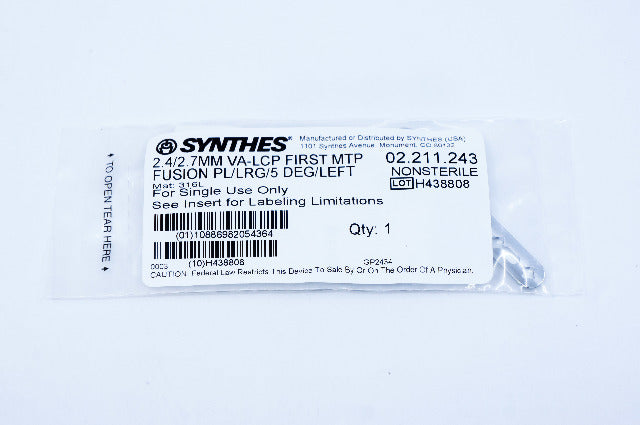 SYNTHES®
Manufactured or Distributed by SYNTHES (USA)
1101 Synthes Avenue, Monument, CO 80132
2.4/2.7MM VA-LCP FIRST MTP
FUSION PL/LRG/5 DEG/LEFT
02.211.243
NONSTERILE
LOT H438808
Mat: 316L
For Single Use Only
See Insert for Labeling Limitations
(01)10886982054364
Qty: 1
(10)H438808
0003
GP2434
CAUTION: Federal Law Restricts This Device To Sale By Or On The Order Of A Physician.
TO OPEN TEAR HERE